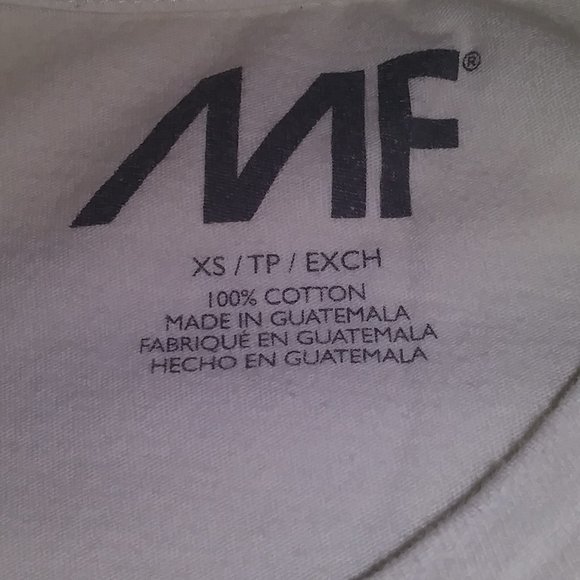 MF®
XS / TP / EXCH
100% COTTON
MADE IN GUATEMALA
FABRIQUÉ EN GUATEMALA
HECHO EN GUATEMALA